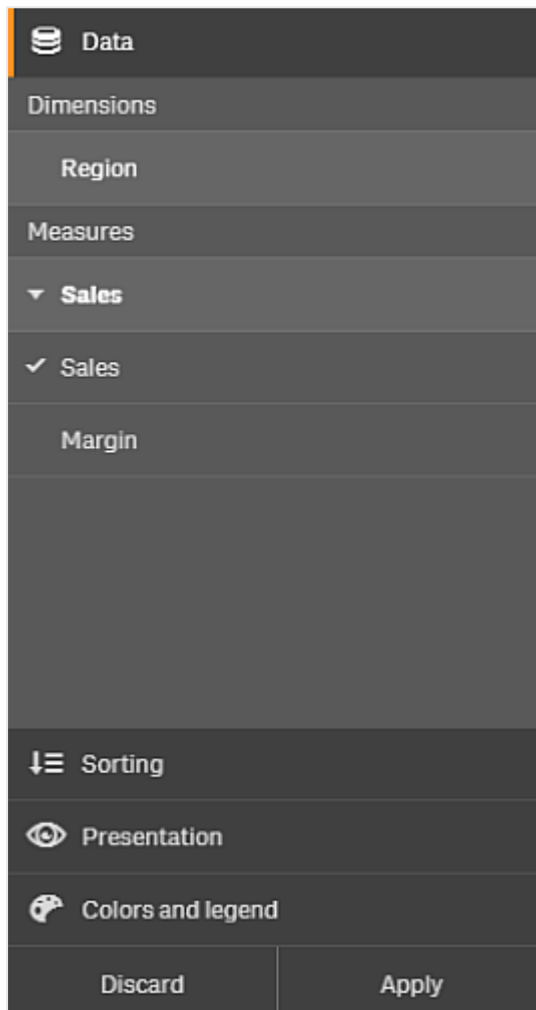 Data
Dimensions
Region
Measures
Sales
Sales
Margin
Sorting
Presentation
Colors and legend
Discard Apply